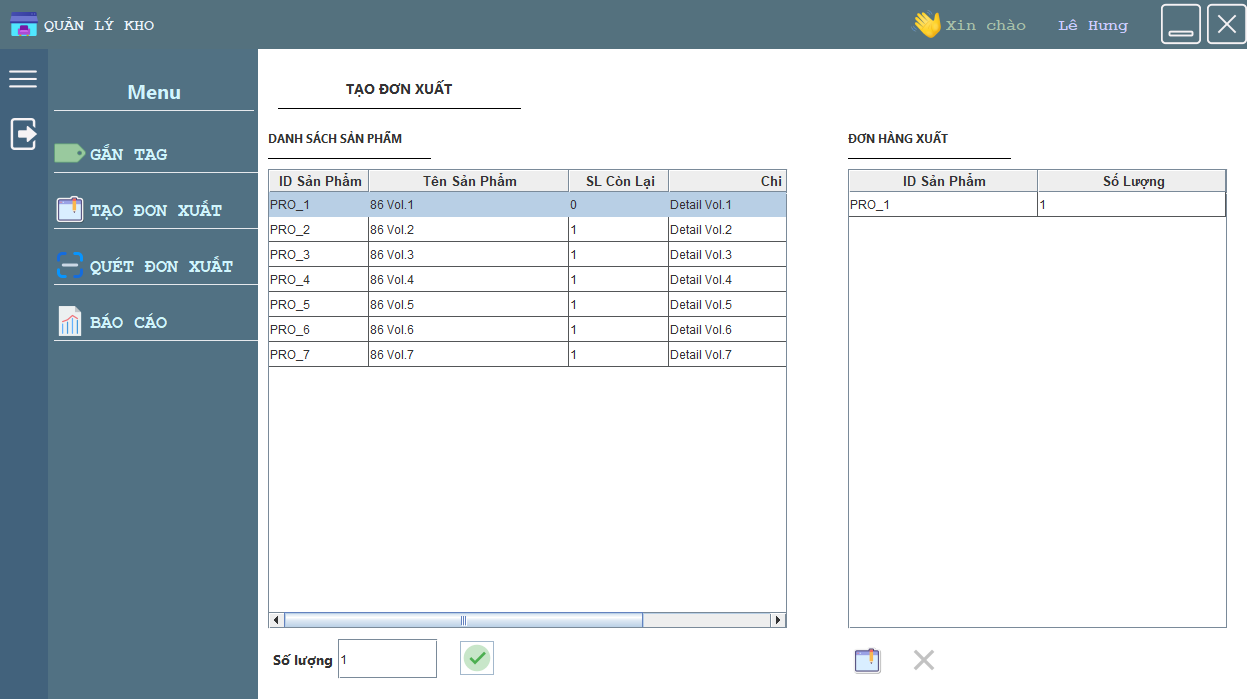 QUẢN LÝ KHO
Xin chào Lê Hưng
Menu
GẮN TAG
TẠO ĐƠN XUẤT
QUÉT ĐƠN XUẤT
BÁO CÁO
TẠO ĐƠN XUẤT
DANH SÁCH SẢN PHẨM
ID Sản Phẩm Tên Sản Phẩm SL Còn Lại Chi
PRO_1 86 Vol.1 0 Detail Vol.1
PRO_2 86 Vol.2 1 Detail Vol.2
PRO_3 86 Vol.3 1 Detail Vol.3
PRO_4 86 Vol.4 1 Detail Vol.4
PRO_5 86 Vol.5 1 Detail Vol.5
PRO_6 86 Vol.6 1 Detail Vol.6
PRO_7 86 Vol.7 1 Detail Vol.7
Số lượng 1
ĐƠN HÀNG XUẤT
ID Sản Phẩm Số Lượng
PRO_1 1